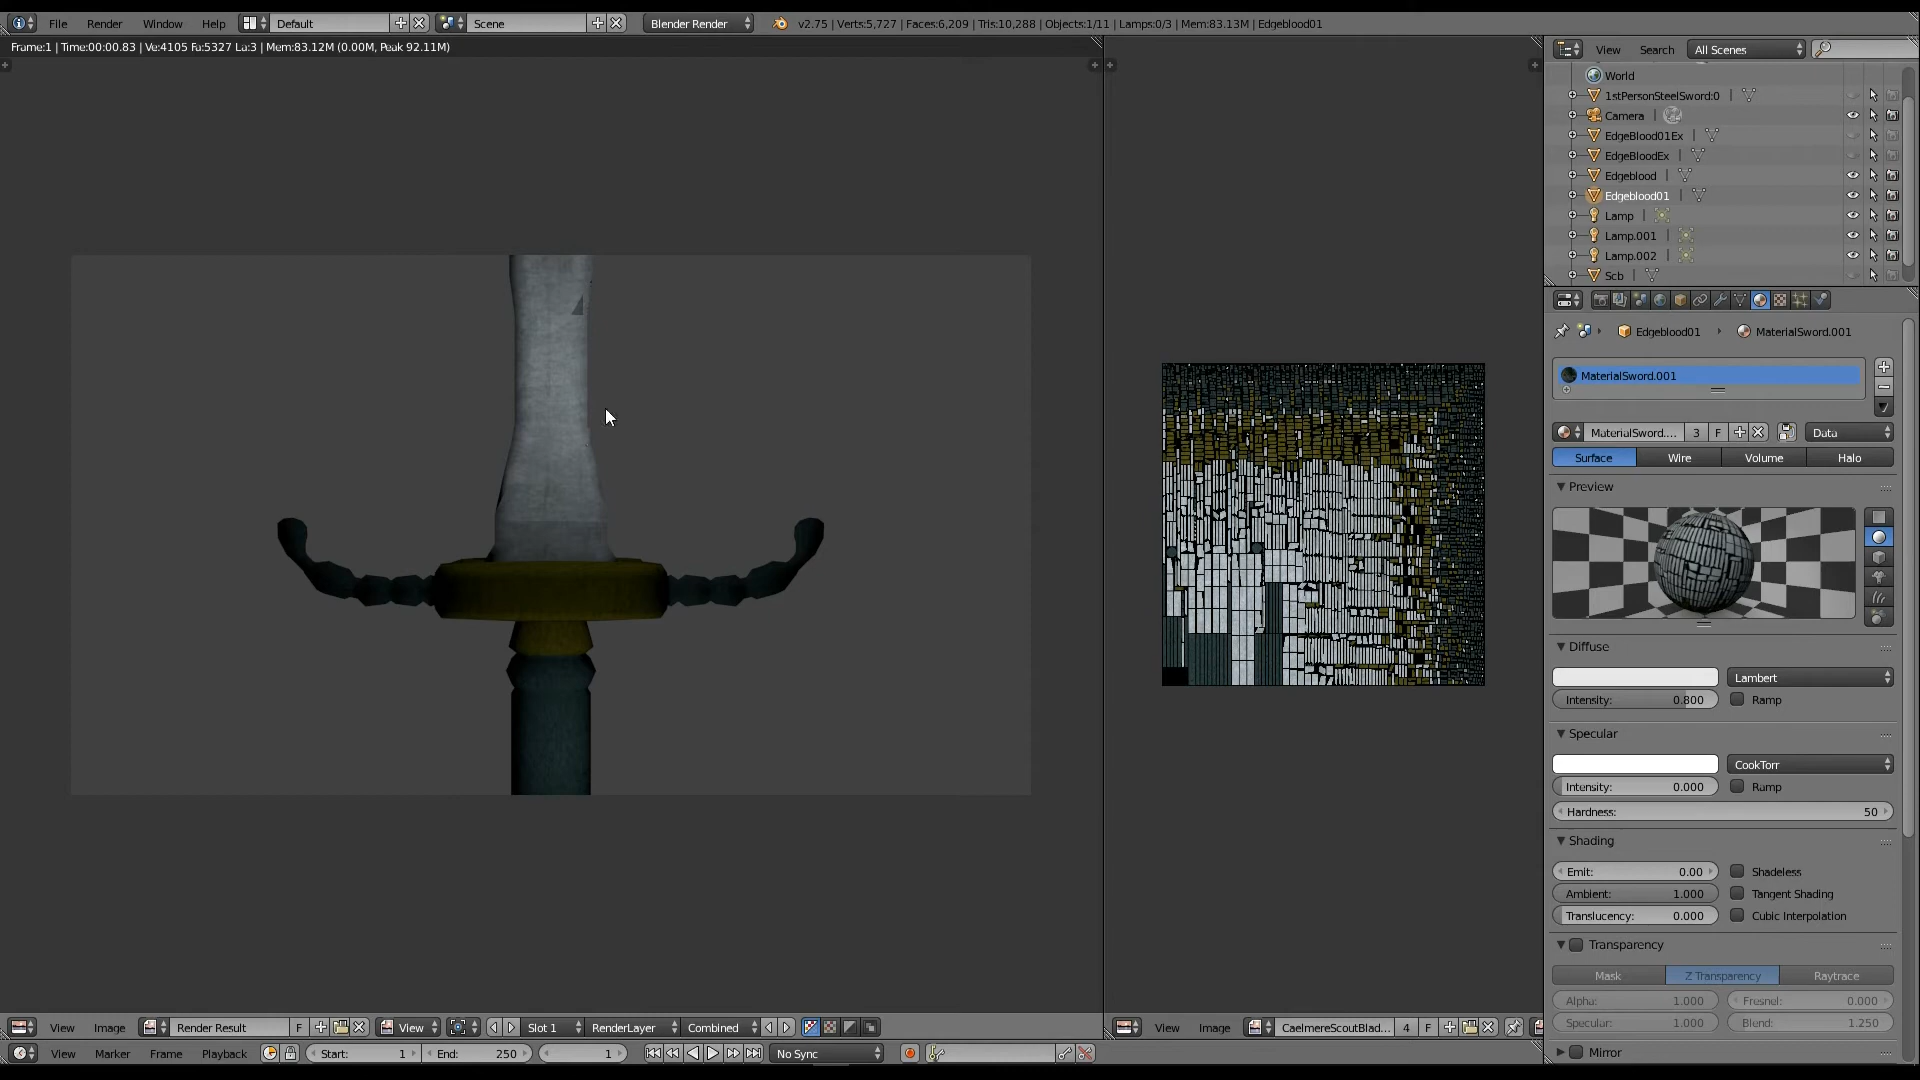 File Render Window Help Default Scene Blender Render v2.75 | Verts:5,727 | Faces:6,209 | Tris:10,288 | Objects:1/11 | Lamps:0/3 | Mem:83.13M | Edgeblood01
Frame:1 | Time:00:00.83 | Ve:4105 Fa:5327 La:3 | Mem:83.12M (0.00M, Peak 92.11M)
View Search All Scenes
World
1stPersonSteelSword:0
Camera
EdgeBlood01Ex
EdgeBloodEx
Edgeblood
Edgeblood01
Lamp
Lamp.001
Lamp.002
Scb
Edgeblood01 MaterialSword.001
MaterialSword.001
MaterialSword.... 3 F Data
Surface Wire Volume Halo
Preview
Diffuse
Lambert
Intensity: 0.800 Ramp
Specular
CookTorr
Intensity: 0.000 Ramp
Hardness: 50
Shading
Emit: 0.00 Shadeless
Ambient: 1.000 Tangent Shading
Translucency: 0.000 Cubic Interpolation
Transparency
Mask Z Transparency Raytrace
Alpha: 1.000 Fresnel: 0.000
Specular: 1.000 Blend: 1.250
Mirror
View Image Render Result F View Slot 1 RenderLayer Combined
View Image CaelmereScoutBlad... 4 F
View Marker Frame Playback Start: 1 End: 250 1 No Sync